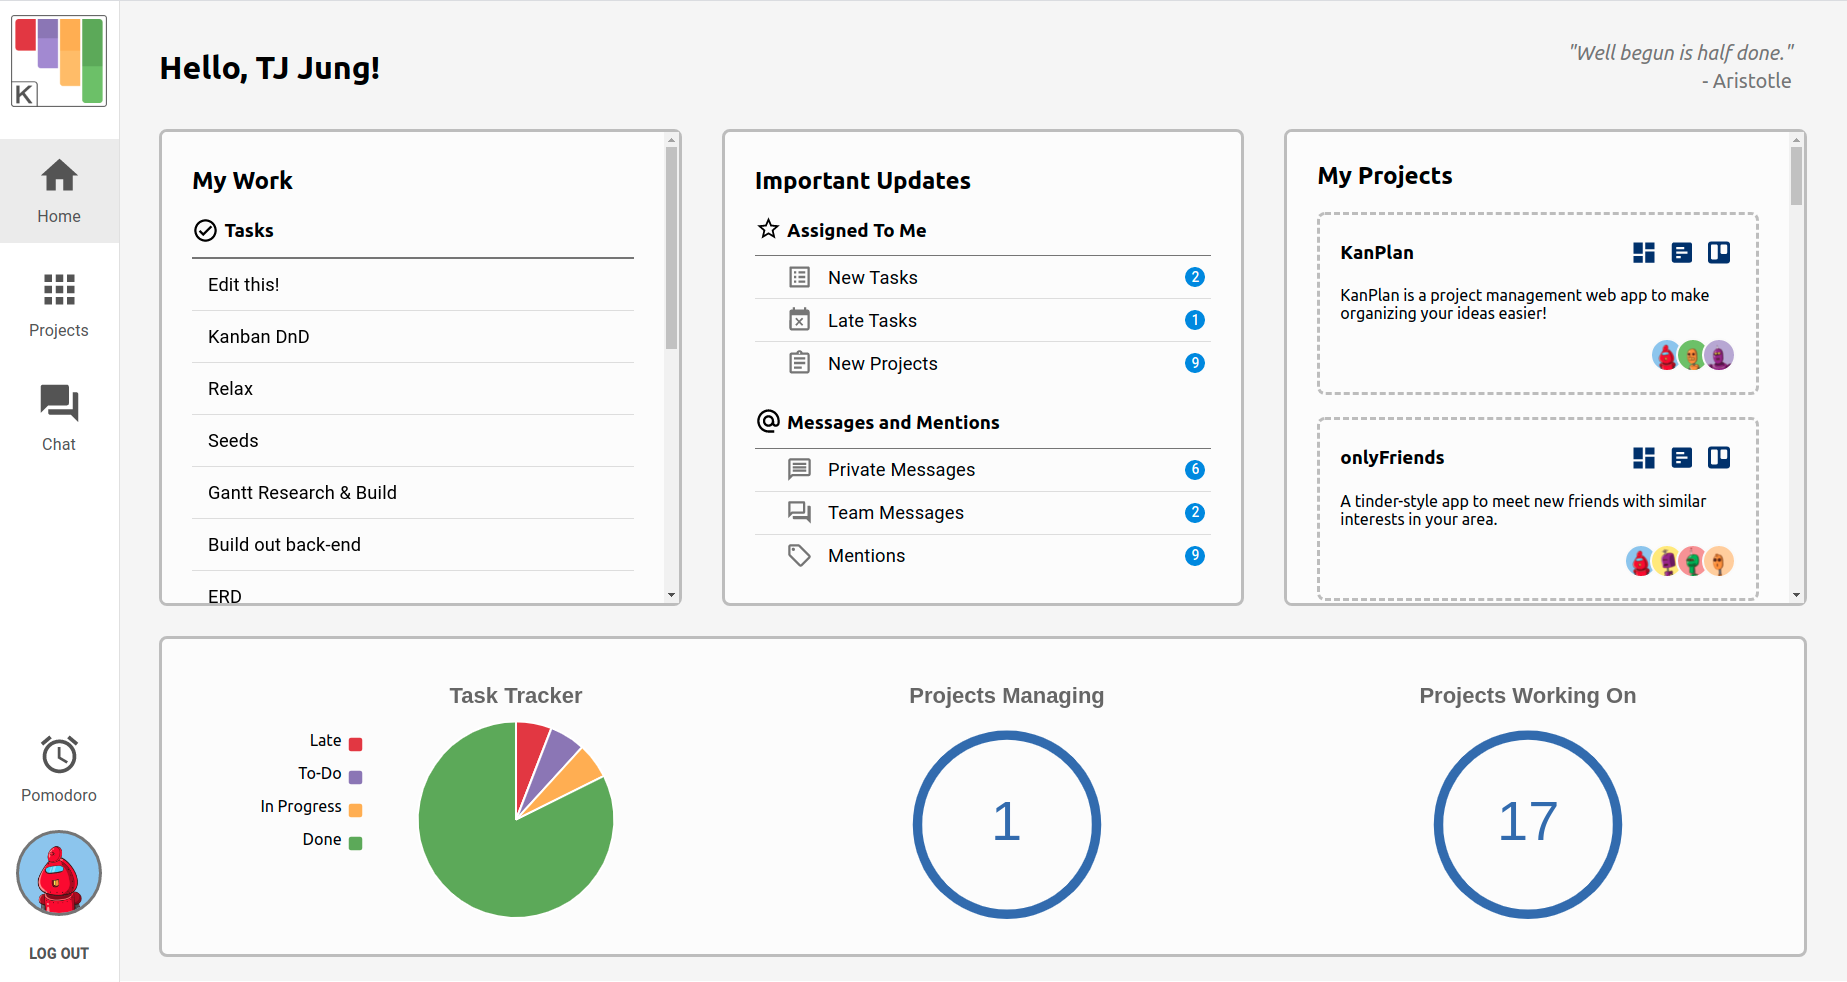 K
Home
Projects
Chat
Pomodoro
LOG OUT
Hello, TJ Jung!
"Well begun is half done."
- Aristotle
My Work
Tasks
Edit this!
Kanban DnD
Relax
Seeds
Gantt Research & Build
Build out back-end
ERD
Important Updates
Assigned To Me
New Tasks 2
Late Tasks 1
New Projects 9
Messages and Mentions
Private Messages 6
Team Messages 2
Mentions 9
My Projects
KanPlan
KanPlan is a project management web app to make
organizing your ideas easier!
onlyFriends
A tinder-style app to meet new friends with similar
interests in your area.
Task Tracker
Late
To-Do
In Progress
Done
Projects Managing
1
Projects Working On
17